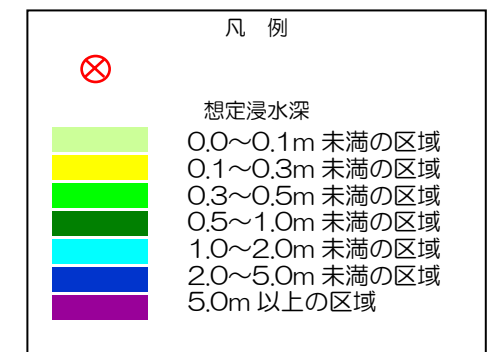 凡 例
想定浸水深
0.0～0.1m 未満の区域
0.1～0.3m 未満の区域
0.3～0.5m 未満の区域
0.5～1.0m 未満の区域
1.0～2.0m 未満の区域
2.0～5.0m 未満の区域
5.0m 以上の区域